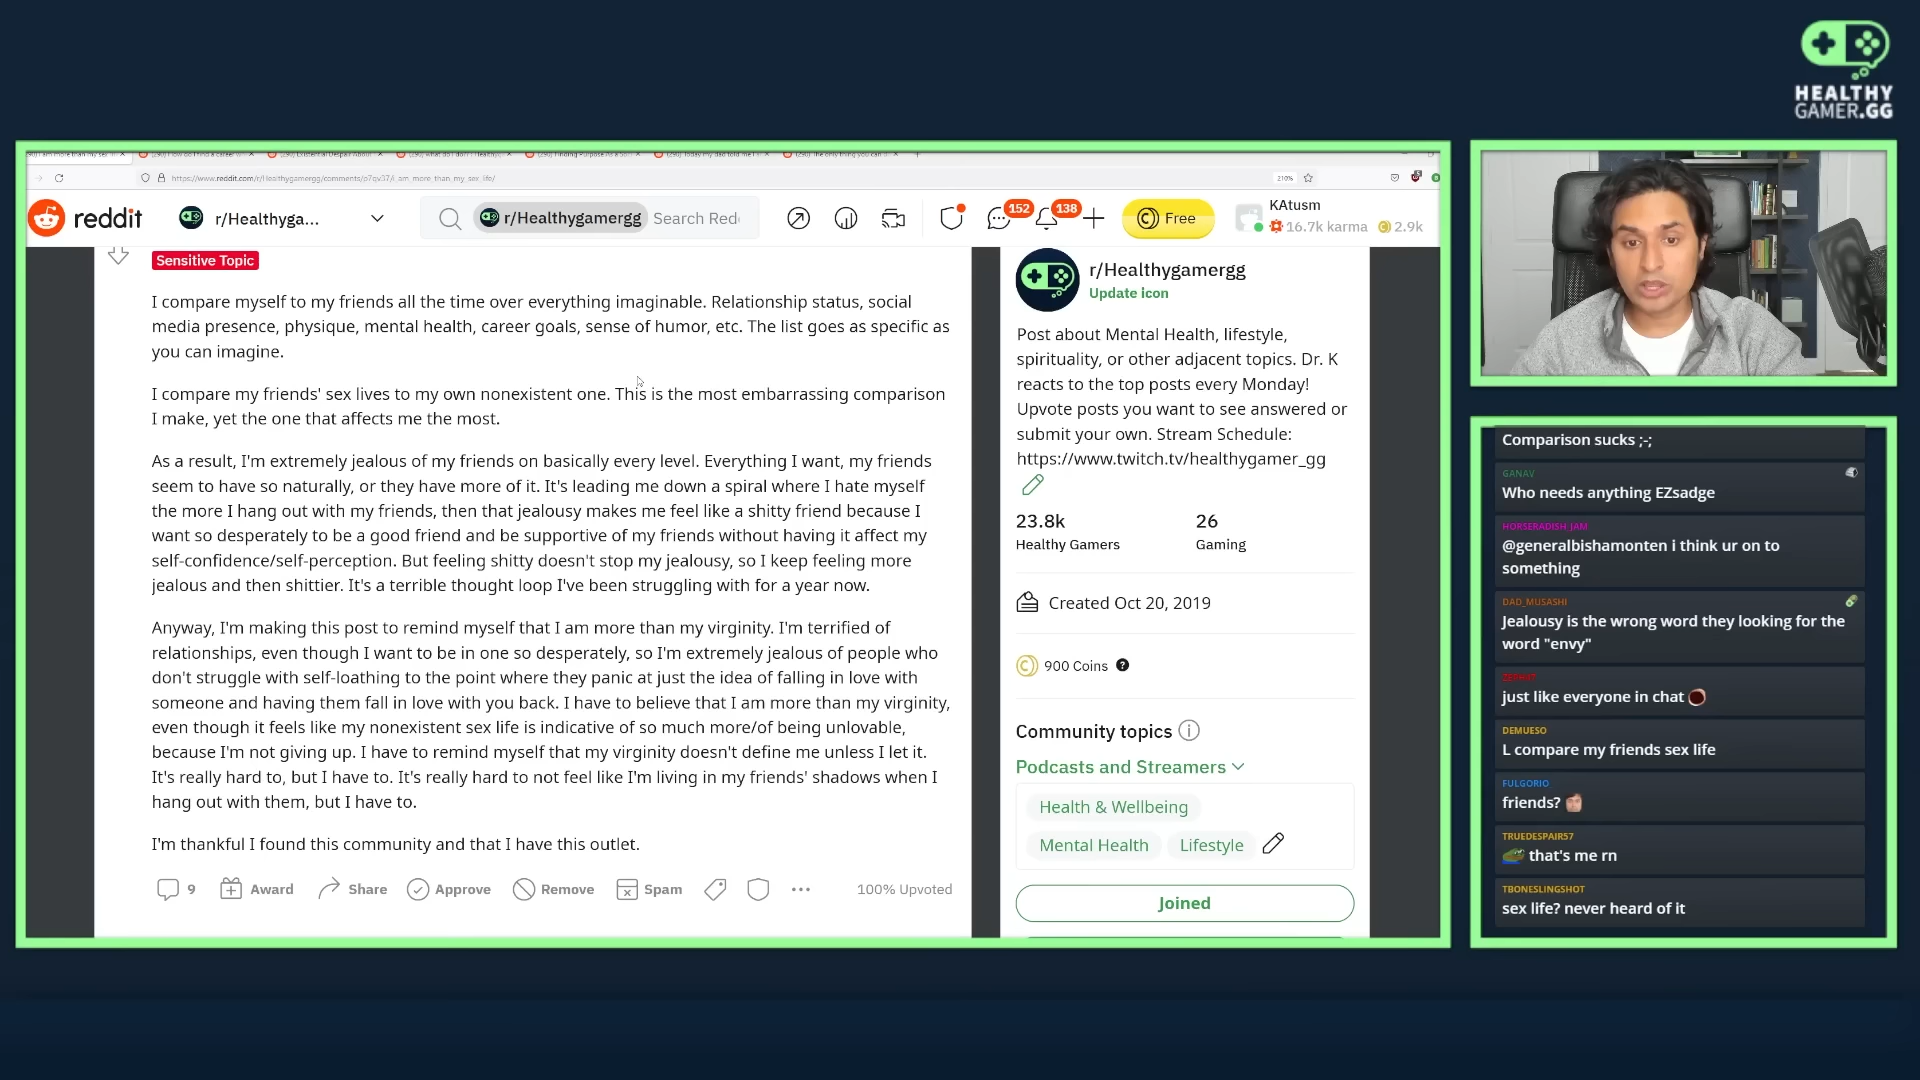 HEALTHY
GAMER.GG
https://www.reddit.com/r/Healthygamergg/comments/p7qv37/i_am_more_than_my_sex_life/
210%
reddit
r/Healthyga...
r/Healthygamergg
Search Red
152
138
Free
KAtusm
16.7k karma
2.9k
Sensitive Topic
I compare myself to my friends all the time over everything imaginable. Relationship status, social
media presence, physique, mental health, career goals, sense of humor, etc. The list goes as specific as
you can imagine.
I compare my friends' sex lives to my own nonexistent one. This is the most embarrassing comparison
I make, yet the one that affects me the most.
As a result, I'm extremely jealous of my friends on basically every level. Everything I want, my friends
seem to have so naturally, or they have more of it. It's leading me down a spiral where I hate myself
the more I hang out with my friends, then that jealousy makes me feel like a shitty friend because I
want so desperately to be a good friend and be supportive of my friends without having it affect my
self-confidence/self-perception. But feeling shitty doesn't stop my jealousy, so I keep feeling more
jealous and then shittier. It's a terrible thought loop I've been struggling with for a year now.
Anyway, I'm making this post to remind myself that I am more than my virginity. I'm terrified of
relationships, even though I want to be in one so desperately, so I'm extremely jealous of people who
don't struggle with self-loathing to the point where they panic at just the idea of falling in love with
someone and having them fall in love with you back. I have to believe that I am more than my virginity,
even though it feels like my nonexistent sex life is indicative of so much more/of being unlovable,
because I'm not giving up. I have to remind myself that my virginity doesn't define me unless I let it.
It's really hard to, but I have to. It's really hard to not feel like I'm living in my friends' shadows when I
hang out with them, but I have to.
I'm thankful I found this community and that I have this outlet.
9
Award
Share
Approve
Remove
Spam
100% Upvoted
r/Healthygamergg
Update icon
Post about Mental Health, lifestyle,
spirituality, or other adjacent topics. Dr. K
reacts to the top posts every Monday!
Upvote posts you want to see answered or
submit your own. Stream Schedule:
https://www.twitch.tv/healthygamer_gg
23.8k
Healthy Gamers
26
Gaming
Created Oct 20, 2019
900 Coins
Community topics
Podcasts and Streamers
Health & Wellbeing
Mental Health
Lifestyle
Joined
Comparison sucks ;-;
GANAV
Who needs anything EZsadge
HORSERADISH_JAM
@generalbishamonten i think ur on to
something
DAD_MUSASHI
Jealousy is the wrong word they looking for the
word "envy"
just like everyone in chat
DEMUESO
L compare my friends sex life
FULGORIO
friends?
TRUEDESPAIR57
that's me rn
TBONESLINGSHOT
sex life? never heard of it